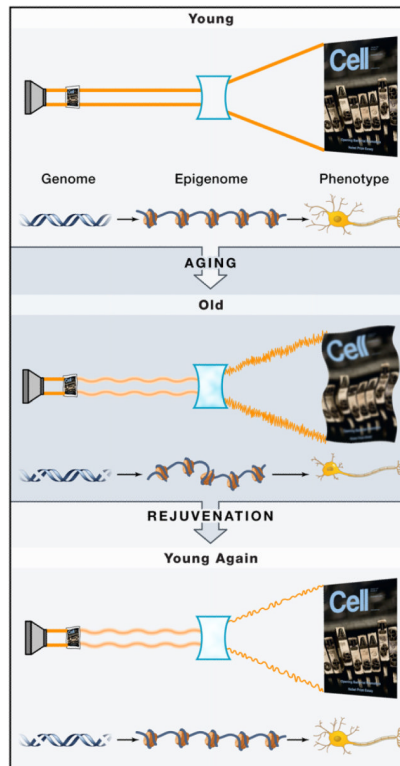 Young
Cell
Genome
Epigenome
Phenotype
AGING
Old
Cell
REJUVENATION
Young Again
Cell